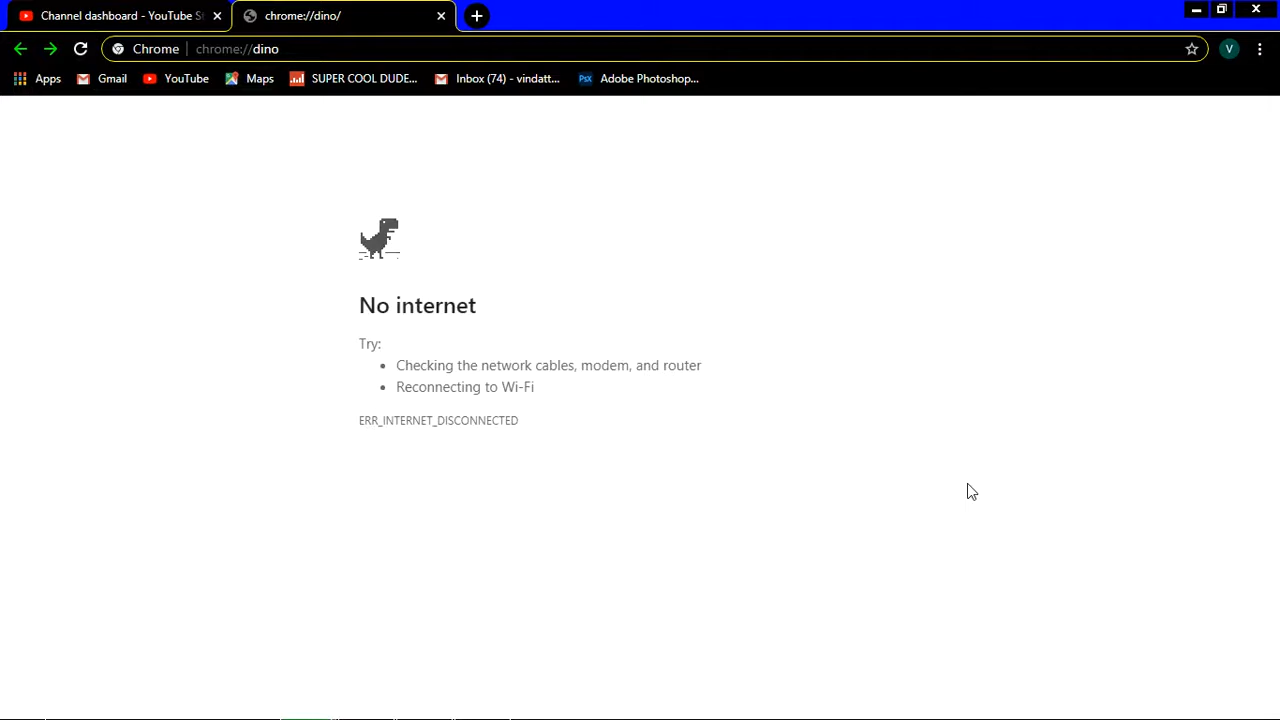 Channel dashboard - YouTube S
chrome://dino/
Chrome
chrome://dino
V
Apps
Gmail
YouTube
Maps
SUPER COOL DUDE...
Inbox (74) - vindatt...
PsX
Adobe Photoshop...
No internet
Try:
Checking the network cables, modem, and router
Reconnecting to Wi-Fi
ERR_INTERNET_DISCONNECTED